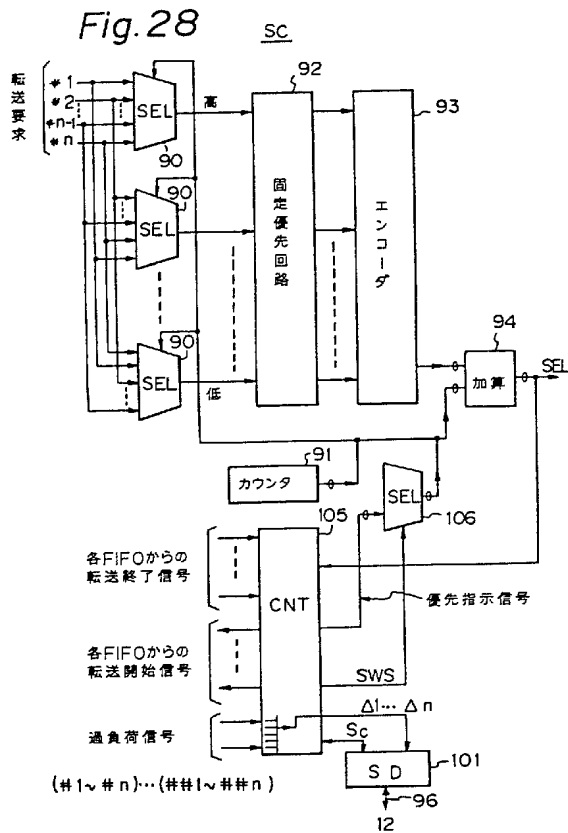 Fig.28
SC
転送要求
#1
#2
#n-1
#n
SEL
90
高
92
固定優先回路
93
エンコーダ
SEL
90
SEL
90
低
94
加算
SEL
91
カウンタ
SEL
106
105
CNT
各FIFOからの
転送終了信号
優先指示信号
各FIFOからの
転送開始信号
SWS
過負荷信号
Δ1…Δn
Sc
SD
101
96
12
(#1~#n)…(##1~##n)